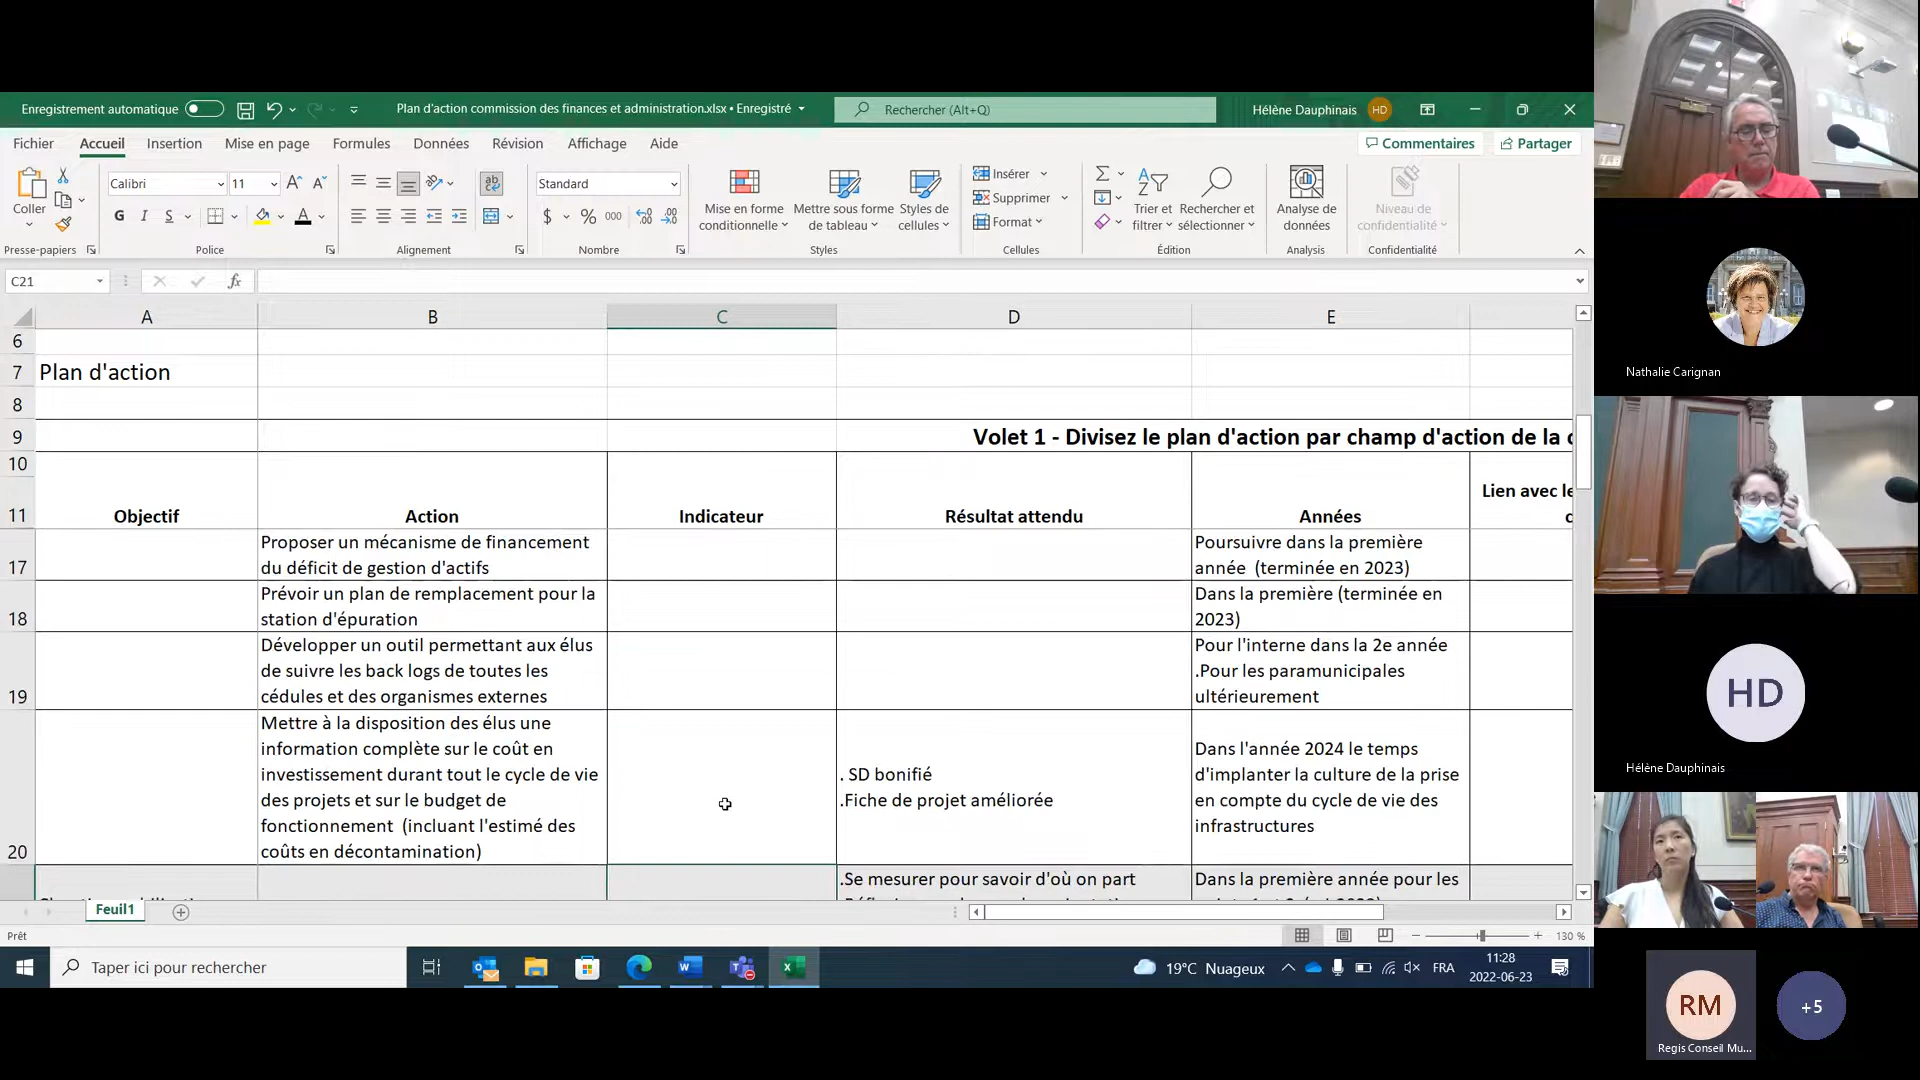 Enregistrement automatique
Plan d'action commission des finances et administration.xlsx • Enregistré
Rechercher (Alt+Q)
Hélène Dauphinais
HD
Fichier Accueil Insertion Mise en page Formules Données Révision Affichage Aide
Commentaires
Partager
Coller
Presse-papiers
Calibri
11
G I S
Police
Alignement
Standard
$ % 000
Nombre
Mise en forme
conditionnelle
Mettre sous forme
de tableau
Styles de
cellules
Styles
Insérer
Supprimer
Format
Cellules
Trier et
filtrer
Rechercher et
sélectionner
Édition
Analyse de
données
Analysis
Niveau de
confidentialité
Confidentialité
C21
fx
A B C D E
6
7 Plan d'action
8
9 Volet 1 - Divisez le plan d'action par champ d'action de la
10
11 Objectif Action Indicateur Résultat attendu Années
Lien avec
17
Proposer un mécanisme de financement
du déficit de gestion d'actifs
Poursuivre dans la première
année (terminée en 2023)
18
Prévoir un plan de remplacement pour la
station d'épuration
Dans la première (terminée en
2023)
19
Développer un outil permettant aux élus
de suivre les back logs de toutes les
cédules et des organismes externes
Pour l'interne dans la 2e année
.Pour les paramunicipales
ultérieurement
20
Mettre à la disposition des élus une
information complète sur le coût en
investissement durant tout le cycle de vie
des projets et sur le budget de
fonctionnement (incluant l'estimé des
coûts en décontamination)
. SD bonifié
.Fiche de projet améliorée
Dans l'année 2024 le temps
d'implanter la culture de la prise
en compte du cycle de vie des
infrastructures
.Se mesurer pour savoir d'où on part
Dans la première année pour les
Feuil1
Prêt
130 %
Taper ici pour rechercher
19°C Nuageux
FRA
11:28
2022-06-23
Nathalie Carignan
HD
Hélène Dauphinais
RM
Regis Conseil Mu...
+5